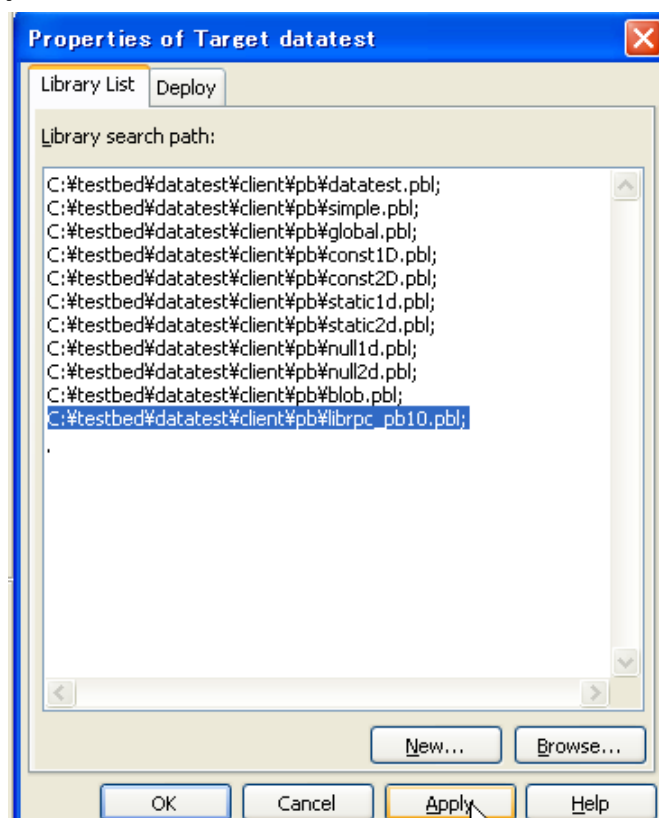 Properties of Target datatest
Library List
Deploy
Library search path:
C:¥testbed¥datatest¥client¥pb¥datatest.pbl;
C:¥testbed¥datatest¥client¥pb¥simple.pbl;
C:¥testbed¥datatest¥client¥pb¥global.pbl;
C:¥testbed¥datatest¥client¥pb¥const1D.pbl;
C:¥testbed¥datatest¥client¥pb¥const2D.pbl;
C:¥testbed¥datatest¥client¥pb¥static1d.pbl;
C:¥testbed¥datatest¥client¥pb¥static2d.pbl;
C:¥testbed¥datatest¥client¥pb¥null1d.pbl;
C:¥testbed¥datatest¥client¥pb¥null2d.pbl;
C:¥testbed¥datatest¥client¥pb¥blob.pbl;
C:¥testbed¥datatest¥client¥pb¥librpc_pb10.pbl;
.
New...
Browse...
OK
Cancel
Apply
Help